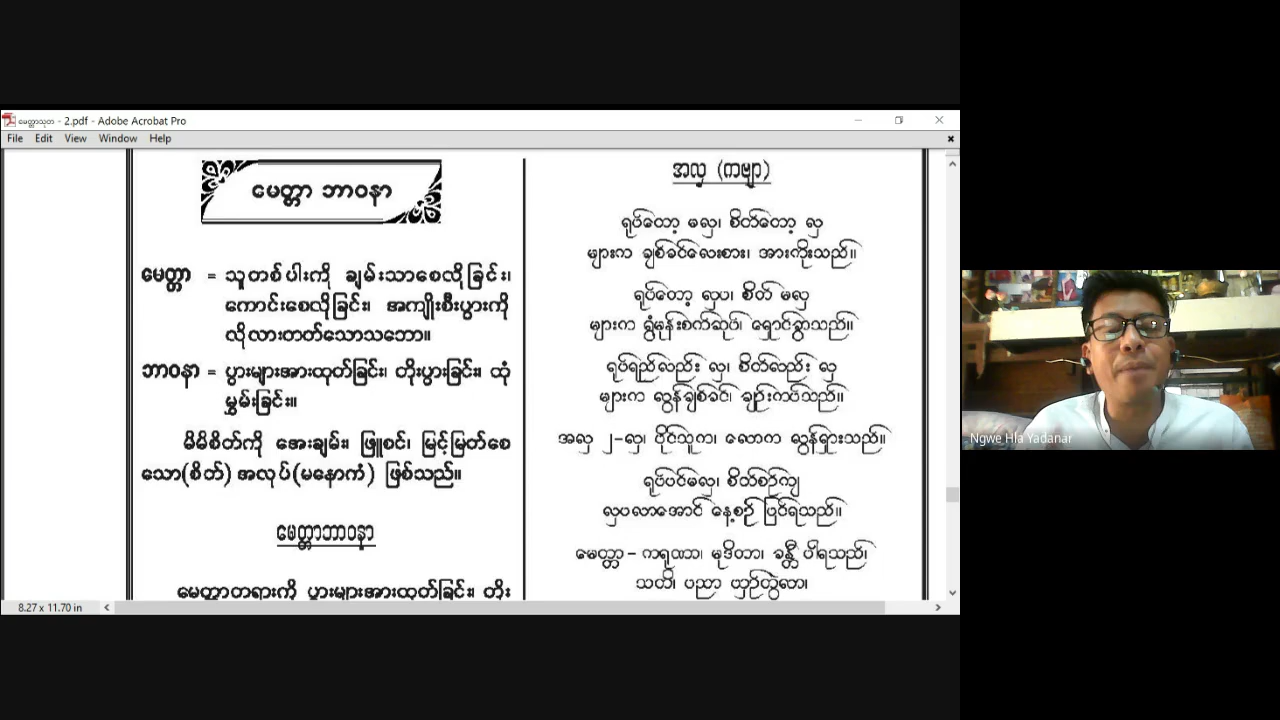 မေတ္တာသုတ - 2.pdf - Adobe Acrobat Pro
File Edit View Window Help
မေတ္တာ ဘာဝနာ
မေတ္တာ = သူတစ်ပါးကို ချမ်းသာစေလိုခြင်း၊
ကောင်းစေလိုခြင်း၊ အကျိုးစီးပွားကို
လိုလားတတ်သောသဘော။
ဘာဝနာ = ပွားများအားထုတ်ခြင်း၊ တိုးပွားခြင်း၊ ထုံ
မွှမ်းခြင်း။
မိမိစိတ်ကို အေးချမ်း၊ ဖြူစင်၊ မြင့်မြတ်စေ
သော(စိတ်) အလုပ်(မနောကံ) ဖြစ်သည်။
မေတ္တာဘာဝနာ
မေတ္တာတရားကို ပွားများအားထုတ်ခြင်း၊ တိုး
အလှ (ကဗျာ)
ရုပ်တော့ မလှ၊ စိတ်တော့ လှ
များက ချစ်ခင်လေးစား၊ အားကိုးသည်။
ရုပ်တော့ လှပ၊ စိတ် မလှ
များက ရွံမုန်းစက်ဆုပ်၊ ရှောင်ခွာသည်။
ရုပ်ရည်လည်း လှ၊ စိတ်လည်း လှ
များက လွန်ချစ်ခင်၊ ချဉ်းကပ်သည်။
အလှ ၂-လှ၊ ပိုင်သူက၊ လောက လွန်ရှားသည်။
ရုပ်ပင်မလှ၊ စိတ်စဉ်ကျ
လှပလာအောင် နေ့စဉ် ပြင်ရသည်။
မေတ္တာ - ကရုဏာ၊ မုဒိတာ၊ ခန္တီ ပါရသည်၊
သတိ၊ ပညာ ယှဉ်တွဲလာ၊
8.27 x 11.70 in
Ngwe Hla Yadanar